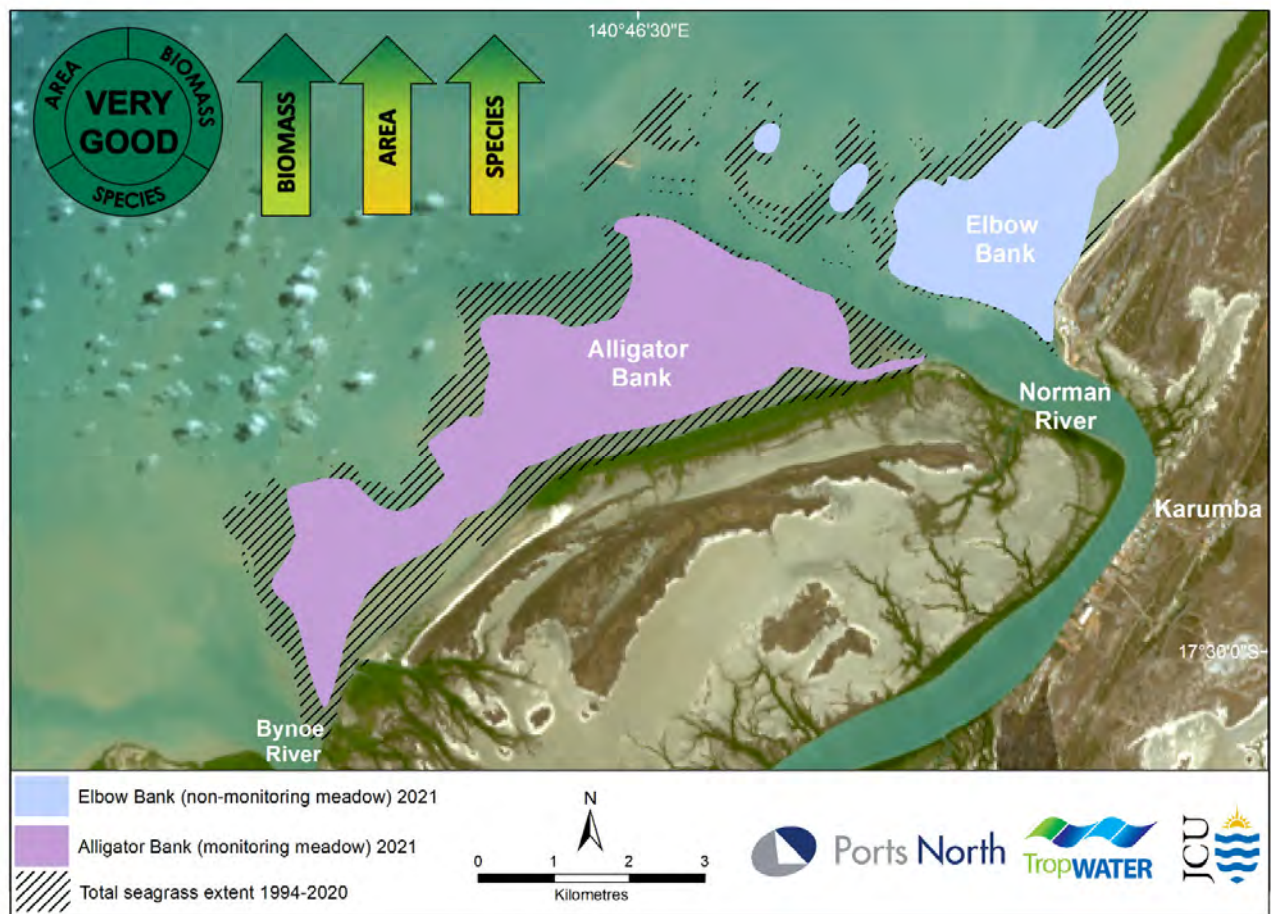 140°46'30"E
AREA
BIOMASS
SPECIES
VERY
GOOD
BIOMASS
AREA
SPECIES
Elbow
Bank
Alligator
Bank
Norman
River
Karumba
17°30'0"S
Bynoe
River
Elbow Bank (non-monitoring meadow) 2021
Alligator Bank (monitoring meadow) 2021
Total seagrass extent 1994-2020
N
0 1 2 3
Kilometres
Ports North
TropWATER
JCU